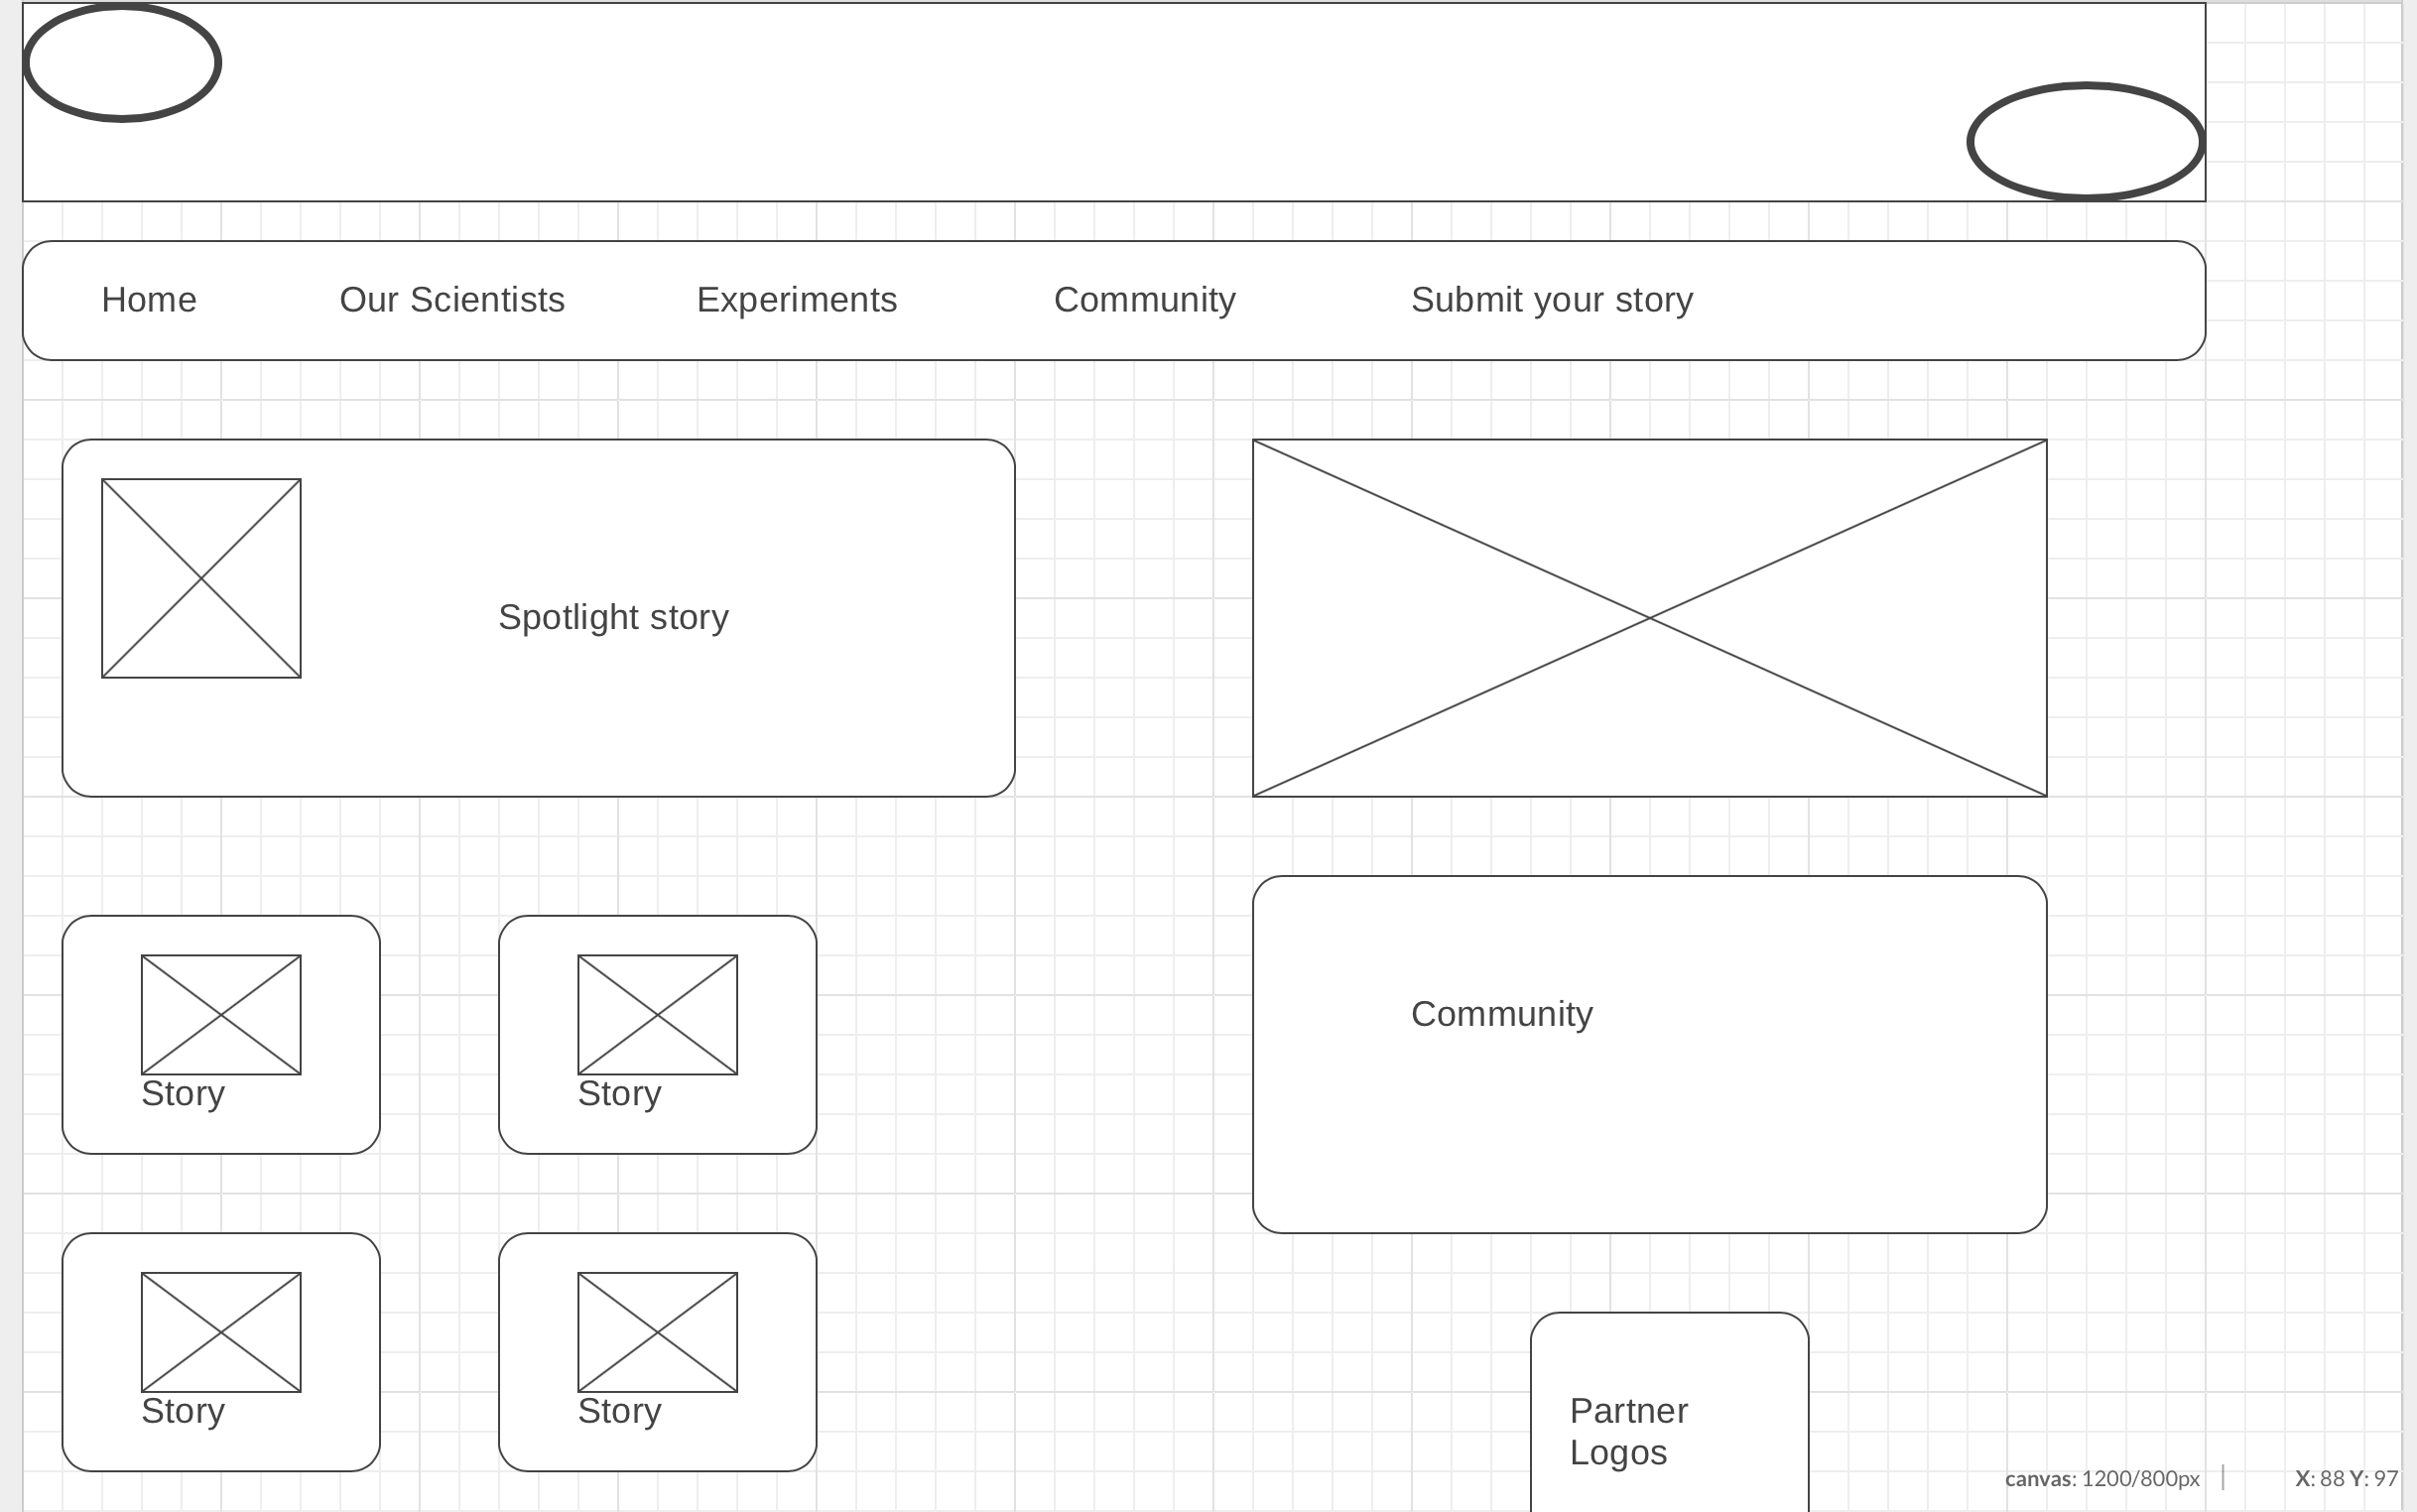 Home
Our Scientists
Experiments
Community
Submit your story
Spotlight story
Community
Story
Story
Story
Story
Partner
Logos
canvas: 1200/800px
X: 88 Y: 97